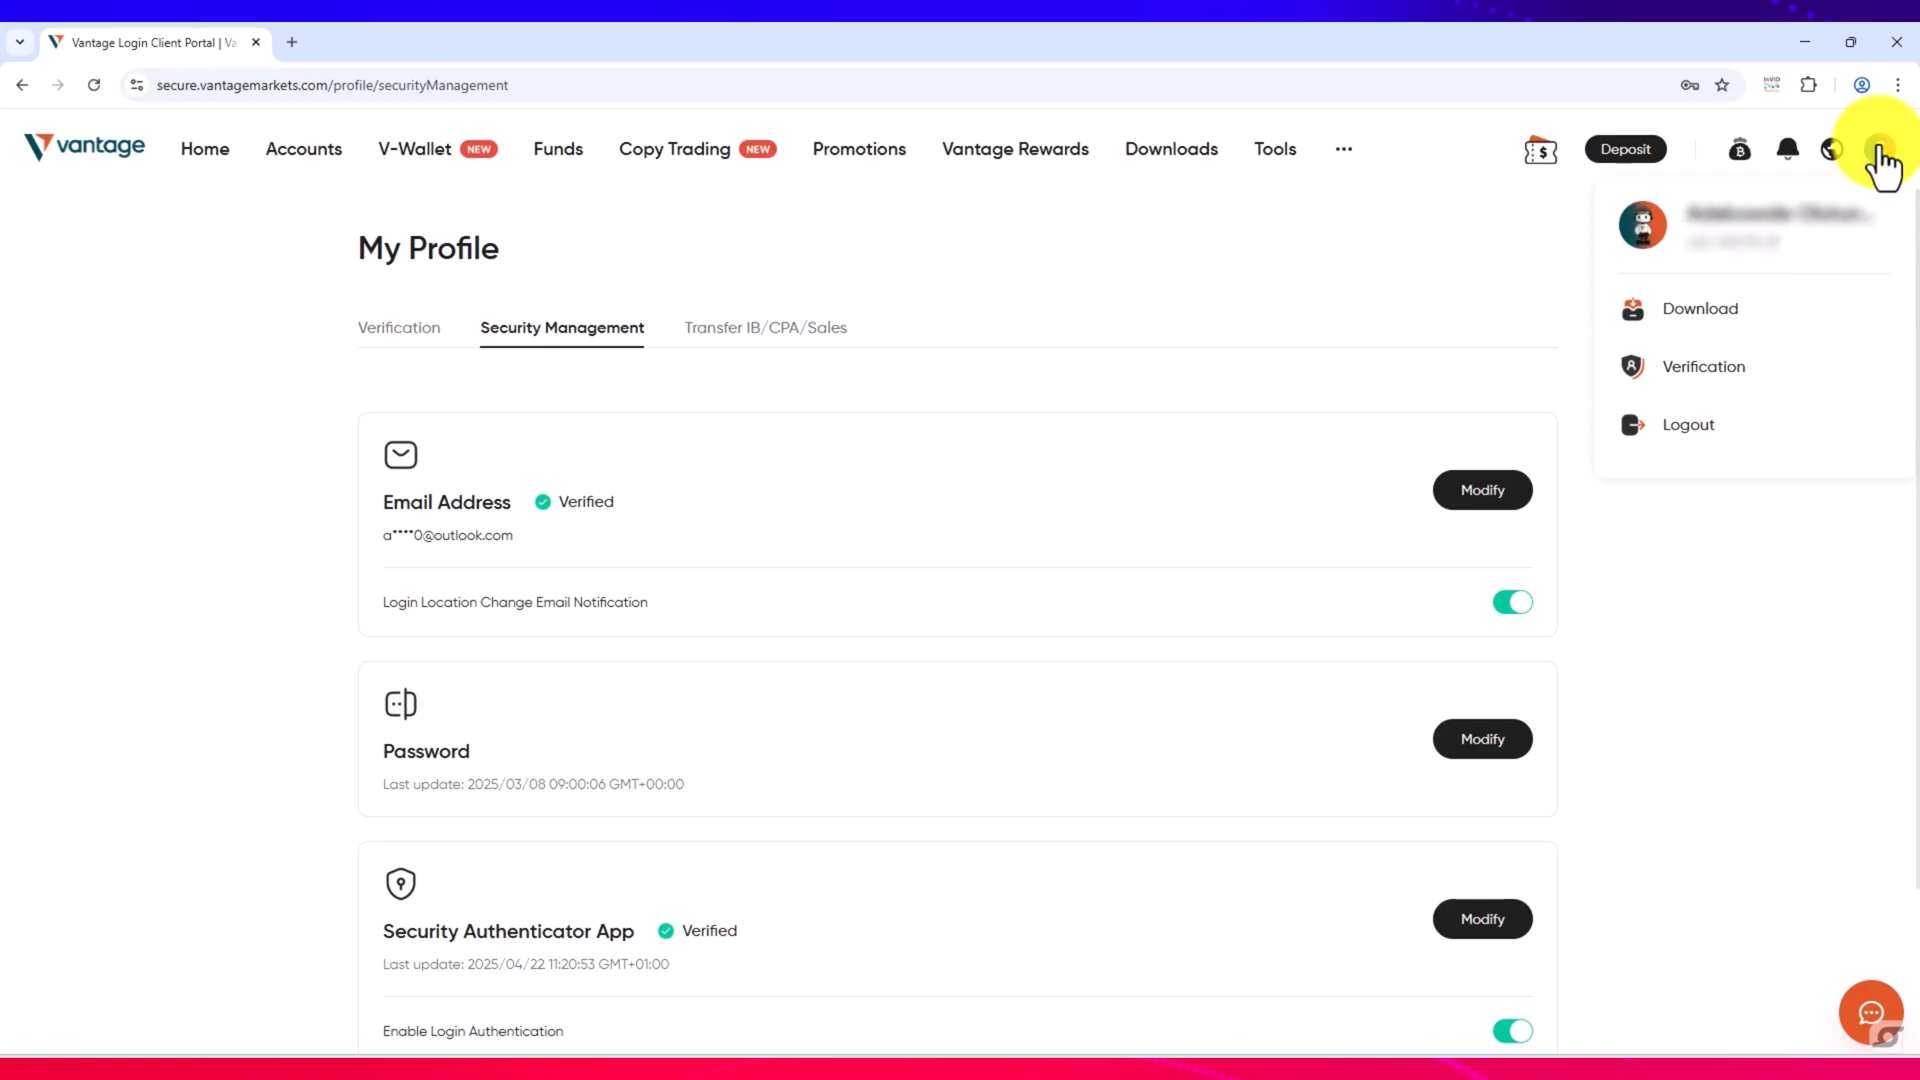 Vantage Login Client Portal | Va
secure.vantagemarkets.com/profile/securityManagement
vantage
Home
Accounts
V-Wallet NEW
Funds
Copy Trading NEW
Promotions
Vantage Rewards
Downloads
Tools
Deposit
My Profile
Download
Verification
Logout
Verification
Security Management
Transfer IB/CPA/Sales
Email Address
Verified
a****0@outlook.com
Modify
Login Location Change Email Notification
Password
Last update: 2025/03/08 09:00:06 GMT+00:00
Modify
Security Authenticator App
Verified
Last update: 2025/04/22 11:20:53 GMT+01:00
Modify
Enable Login Authentication